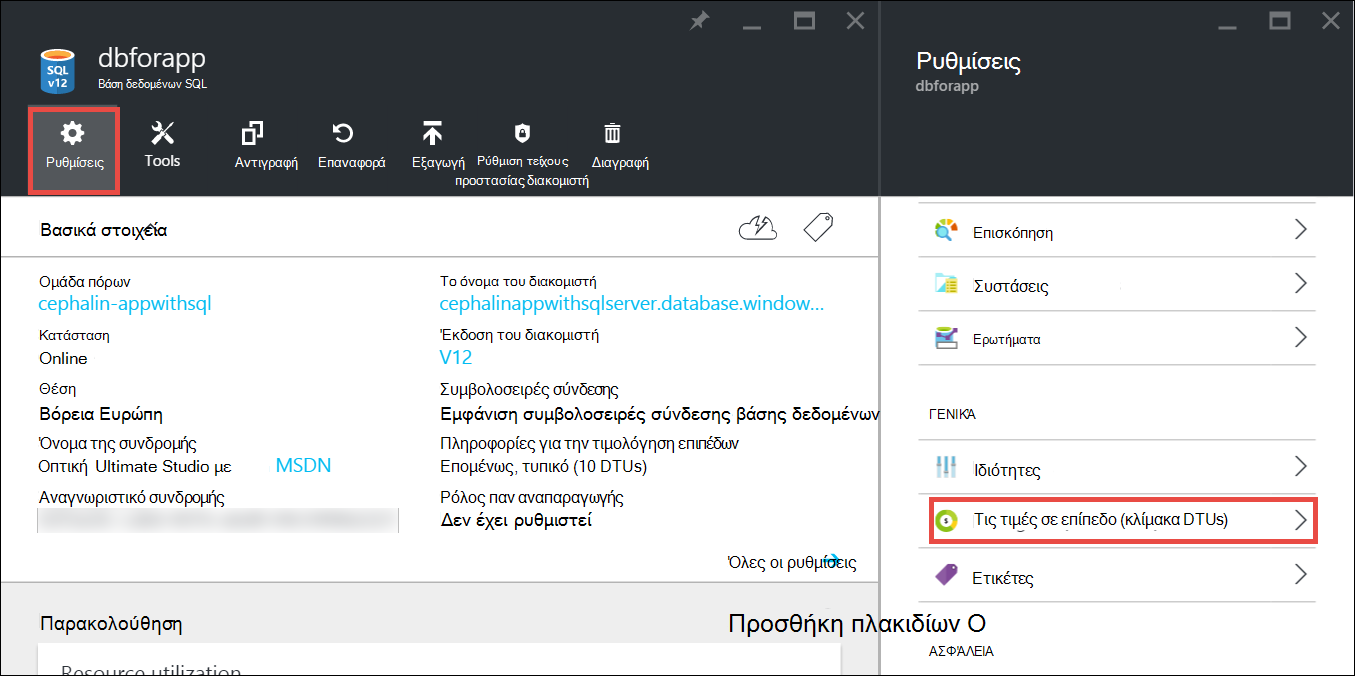 dbforapp
Βάση δεδομένων SQL
SQL
v12
Ρυθμίσεις
Tools
Αντιγραφή
Επαναφορά
Εξαγωγή
Ρύθμιση τείχους
προστασίας διακομιστή
Διαγραφή
Βασικά στοιχεία
Ομάδα πόρων
cephalin-appwithsql
Κατάσταση
Online
Θέση
Βόρεια Ευρώπη
Όνομα της συνδρομής
Οπτική Ultimate Studio με MSDN
Αναγνωριστικό συνδρομής
Το όνομα του διακομιστή
cephalinappwithsqlserver.database.window...
Έκδοση του διακομιστή
V12
Συμβολοσειρές σύνδεσης
Εμφάνιση συμβολοσειρές σύνδεσης βάσης δεδομένων
Πληροφορίες για την τιμολόγηση επιπέδων
Επομένως, τυπικό (10 DTUs)
Ρόλος παν αναπαραγωγής
Δεν έχει ρυθμιστεί
Όλες οι ρυθμίσεις
Παρακολούθηση
Προσθήκη πλακιδίων Ο
Resource utilization
Ρυθμίσεις
dbforapp
Επισκόπηση
Συστάσεις
Ερωτήματα
ΓΕΝΙΚΆ
Ιδιότητες
Τις τιμές σε επίπεδο (κλίμακα DTUs)
Ετικέτες
ΑΣΦΆΛΕΙΑ